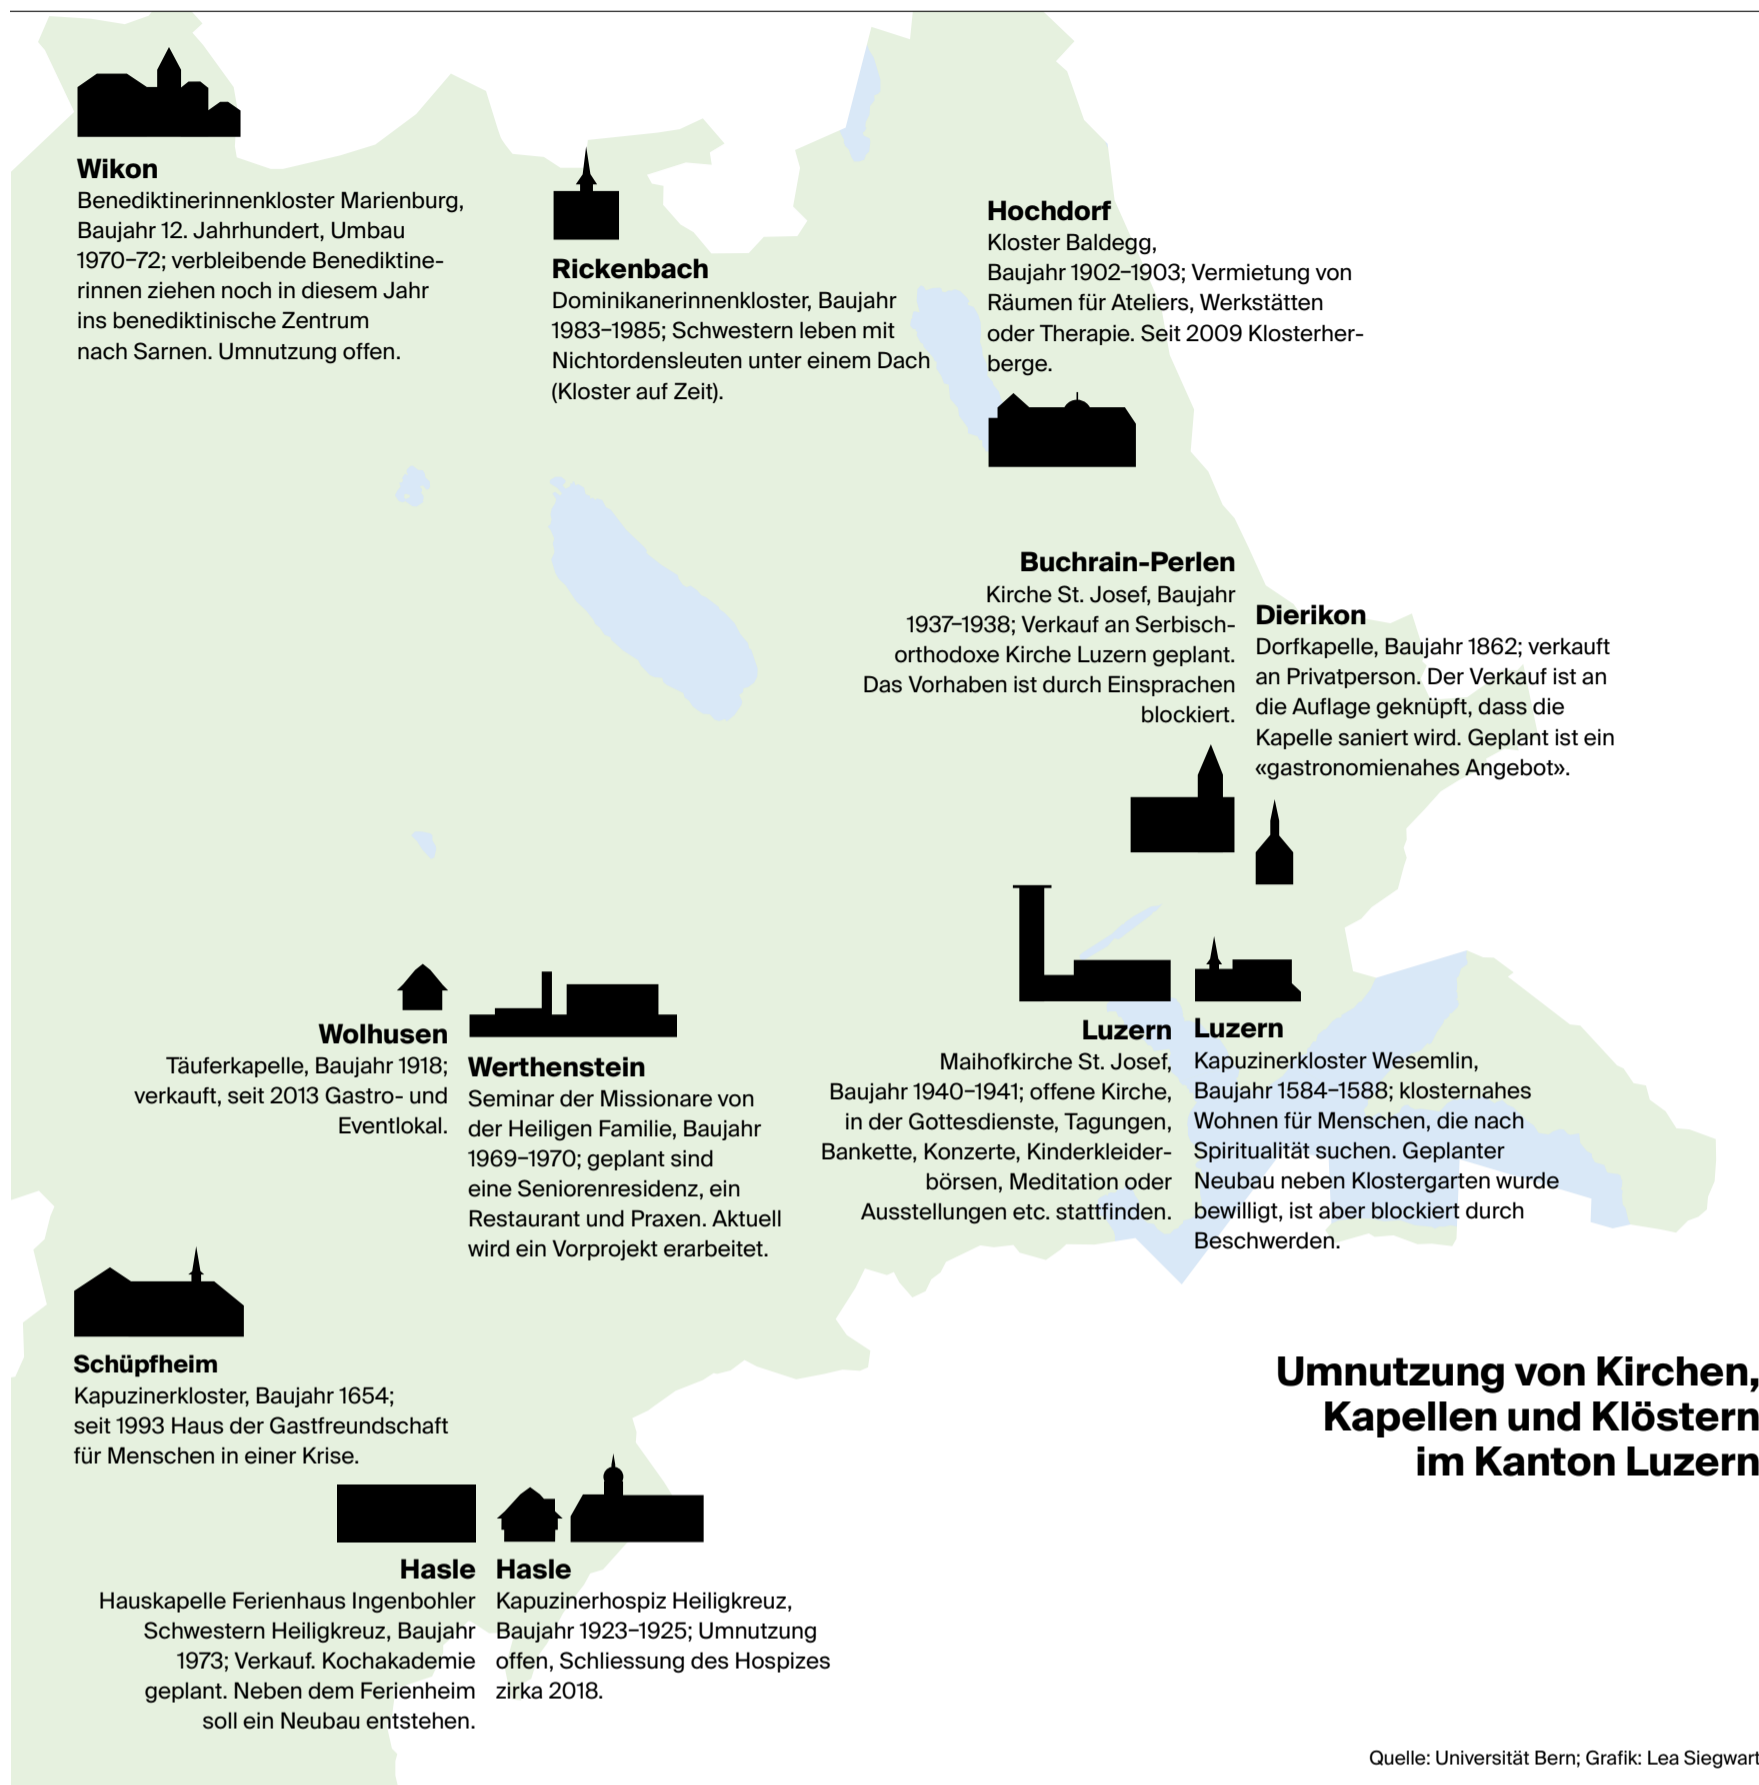 Wikon
Benediktinerinnenkloster Marienburg,
Baujahr 12. Jahrhundert, Umbau
1970–72; verbleibende Benediktine-
rinnen ziehen noch in diesem Jahr
ins benediktinische Zentrum
nach Sarnen. Umnutzung offen.
Rickenbach
Dominikanerinnenkloster, Baujahr
1983–1985; Schwestern leben mit
Nichtordensleuten unter einem Dach
(Kloster auf Zeit).
Hochdorf
Kloster Baldegg,
Baujahr 1902–1903; Vermietung von
Räumen für Ateliers, Werkstätten
oder Therapie. Seit 2009 Klosterher-
berge.
Buchrain-Perlen
Kirche St. Josef, Baujahr
1937–1938; Verkauf an Serbisch-
orthodoxe Kirche Luzern geplant.
Das Vorhaben ist durch Einsprachen
blockiert.
Dierikon
Dorfkapelle, Baujahr 1862; verkauft
an Privatperson. Der Verkauf ist an
die Auflage geknüpft, dass die
Kapelle saniert wird. Geplant ist ein
«gastronomienahes Angebot».
Wolhusen
Täuferkapelle, Baujahr 1918;
verkauft, seit 2013 Gastro- und
Eventlokal.
Werthenstein
Seminar der Missionare von
der Heiligen Familie, Baujahr
1969–1970; geplant sind
eine Seniorenresidenz, ein
Restaurant und Praxen. Aktuell
wird ein Vorprojekt erarbeitet.
Luzern
Maihofkirche St. Josef,
Baujahr 1940–1941; offene Kirche,
in der Gottesdienste, Tagungen,
Bankette, Konzerte, Kinderkleider-
börsen, Meditation oder
Ausstellungen etc. stattfinden.
Luzern
Kapuzinerkloster Wesemlin,
Baujahr 1584–1588; klosternahes
Wohnen für Menschen, die nach
Spiritualität suchen. Geplanter
Neubau neben Klostergarten wurde
bewilligt, ist aber blockiert durch
Beschwerden.
Schüpfheim
Kapuzinerkloster, Baujahr 1654;
seit 1993 Haus der Gastfreundschaft
für Menschen in einer Krise.
Hasle
Hauskapelle Ferienhaus Ingenbohler
Schwestern Heiligkreuz, Baujahr
1973; Verkauf. Kochakademie
geplant. Neben dem Ferienheim
soll ein Neubau entstehen.
Hasle
Kapuzinerhospiz Heiligkreuz,
Baujahr 1923–1925; Umnutzung
offen, Schliessung des Hospizes
zirka 2018.
Umnutzung von Kirchen,
Kapellen und Klöstern
im Kanton Luzern
Quelle: Universität Bern; Grafik: Lea Siegwart